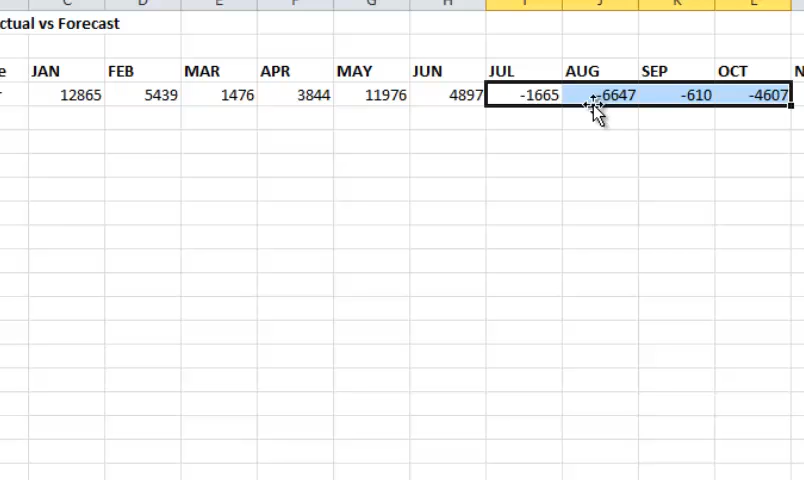 C D E F G H I J K L
ctual vs Forecast
e JAN FEB MAR APR MAY JUN JUL AUG SEP OCT N
r 12865 5439 1476 3844 11976 4897 -1665 -6647 -610 -4607